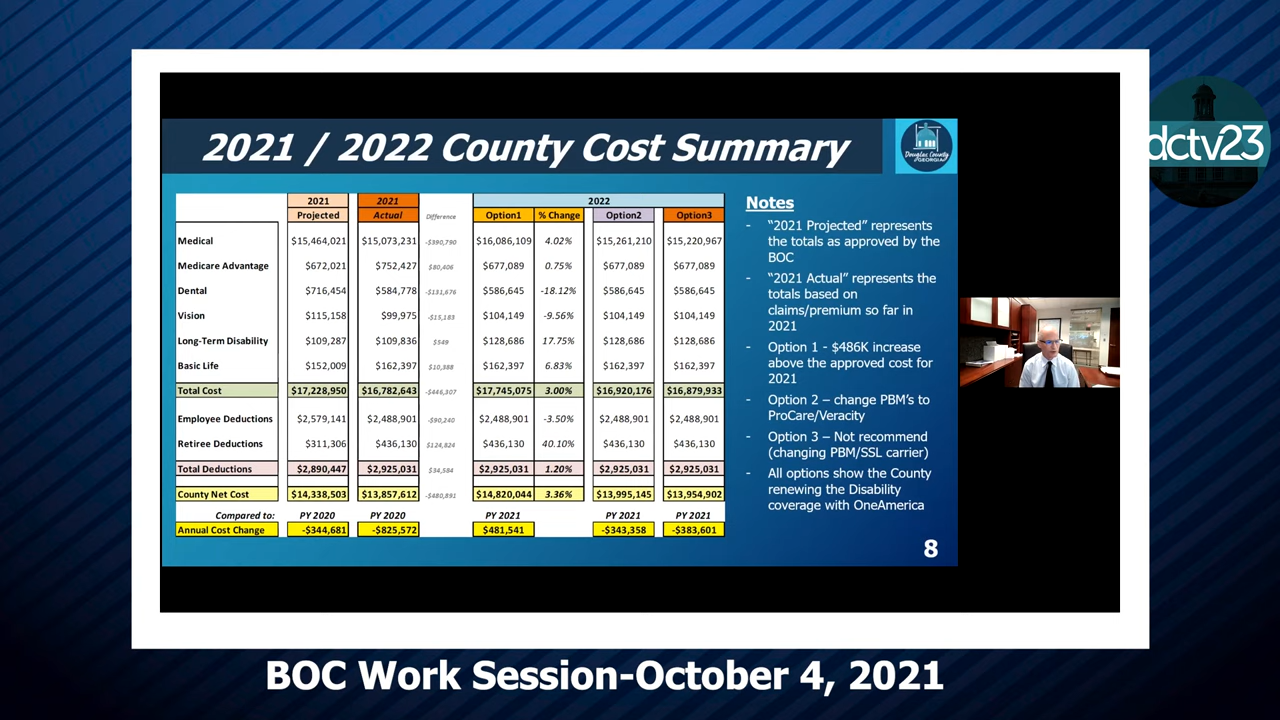 dctv23
2021 / 2022 County Cost Summary
Douglas County
GEORGIA
2021 2021 2022
Projected Actual Difference Option1 % Change Option2 Option3
Medical $15,464,021 $15,073,231 -$390,790 $16,086,109 4.02% $15,261,210 $15,220,967
Medicare Advantage $672,021 $752,427 $80,406 $677,089 0.75% $677,089 $677,089
Dental $716,454 $584,778 -$131,676 $586,645 -18.12% $586,645 $586,645
Vision $115,158 $99,975 -$15,183 $104,149 -9.56% $104,149 $104,149
Long-Term Disability $109,287 $109,836 $549 $128,686 17.75% $128,686 $128,686
Basic Life $152,009 $162,397 $10,388 $162,397 6.83% $162,397 $162,397
Total Cost $17,228,950 $16,782,643 -$446,307 $17,745,075 3.00% $16,920,176 $16,879,933
Employee Deductions $2,579,141 $2,488,901 -$90,240 $2,488,901 -3.50% $2,488,901 $2,488,901
Retiree Deductions $311,306 $436,130 $124,824 $436,130 40.10% $436,130 $436,130
Total Deductions $2,890,447 $2,925,031 $34,584 $2,925,031 1.20% $2,925,031 $2,925,031
County Net Cost $14,338,503 $13,857,612 -$480,891 $14,820,044 3.36% $13,995,145 $13,954,902
Compared to: PY 2020 PY 2020 PY 2021 PY 2021 PY 2021
Annual Cost Change -$344,681 -$825,572 $481,541 -$343,358 -$383,601
Notes
- “2021 Projected” represents
the totals as approved by the
BOC
- “2021 Actual” represents the
totals based on
claims/premium so far in
2021
- Option 1 - $486K increase
above the approved cost for
2021
- Option 2 – change PBM’s to
ProCare/Veracity
- Option 3 – Not recommend
(changing PBM/SSL carrier)
- All options show the County
renewing the Disability
coverage with OneAmerica
8
BOC Work Session-October 4, 2021